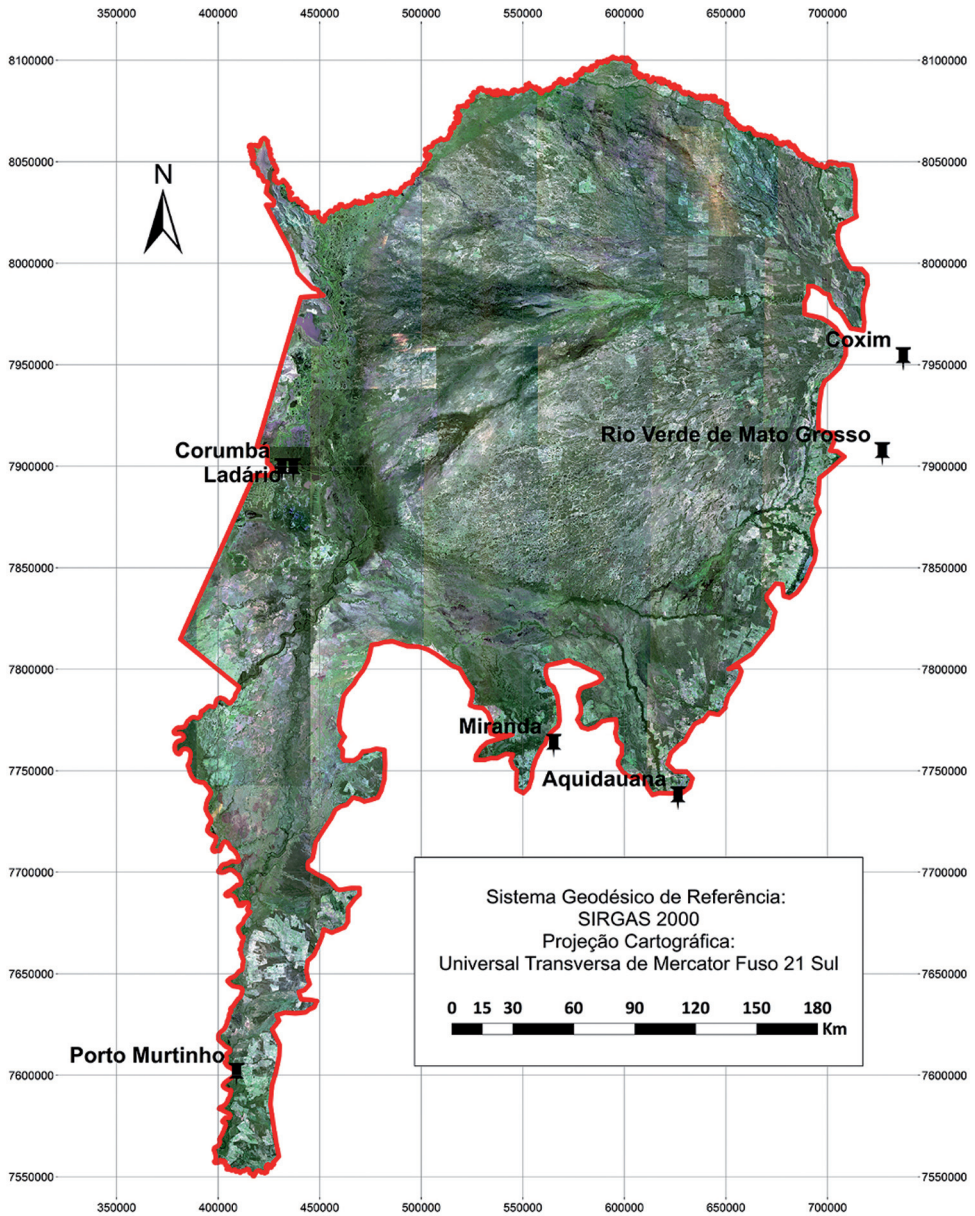 350000 400000 450000 500000 550000 600000 650000 700000
8100000 8100000
8050000 8050000
N
8000000 8000000
Coxim
7950000 7950000
Rio Verde de Mato Grosso
Corumbá
7900000 7900000
Ladário
7850000 7850000
7800000 7800000
Miranda
7750000 7750000
Aquidauana
7700000 7700000
Sistema Geodésico de Referência:
SIRGAS 2000
Projeção Cartográfica:
Universal Transversa de Mercator Fuso 21 Sul
7650000 7650000
0 15 30 60 90 120 150 180
Km
Porto Murtinho
7600000 7600000
7550000 7550000
350000 400000 450000 500000 550000 600000 650000 700000